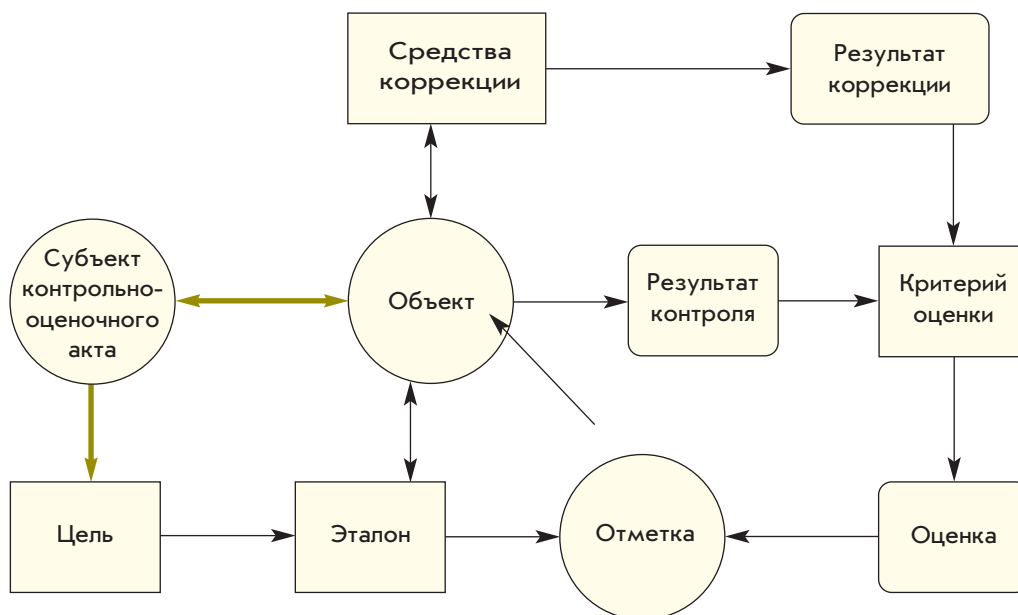 Средства
коррекции
Результат
коррекции
Субъект
контрольно-
оценочного
акта
Объект
Результат
контроля
Критерий
оценки
Цель
Эталон
Отметка
Оценка